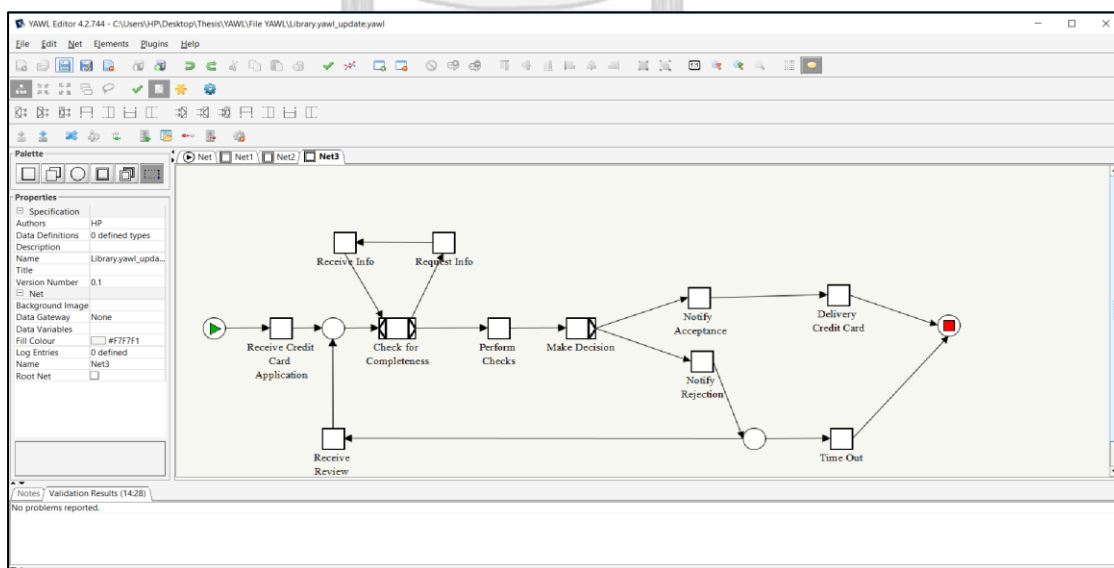 YAWL Editor 4.2.744 - C:\Users\HP\Desktop\Thesis\YAWL\File YAWL\Library.yawl_update.yawl
File Edit Net Elements Plugins Help
Palette
Net Net1 Net2 Net3
Properties
Specification
Authors HP
Data Definitions 0 defined types
Description
Name Library.yawl_upda...
Title
Version Number 0.1
Net
Background Image
Data Gateway None
Data Variables
Fill Colour #F7F7F1
Log Entries 0 defined
Name Net3
Root Net
Receive Info
Request Info
Receive Credit
Card
Application
Check for
Completeness
Perform
Checks
Make Decision
Notify
Acceptance
Delivery
Credit Card
Notify
Rejection
Receive
Review
Time Out
Notes Validation Results (14:28)
No problems reported.